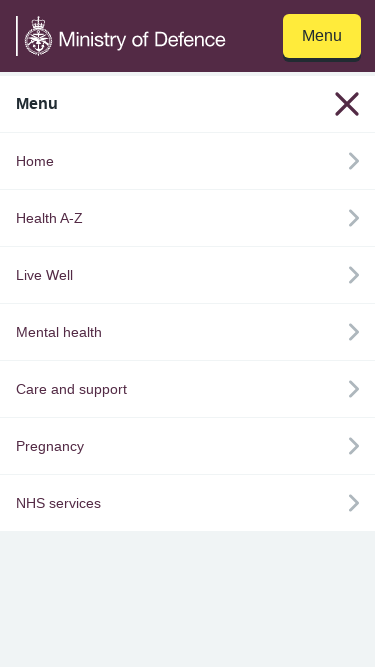 Ministry of Defence
Menu
Menu
Home
Health A-Z
Live Well
Mental health
Care and support
Pregnancy
NHS services